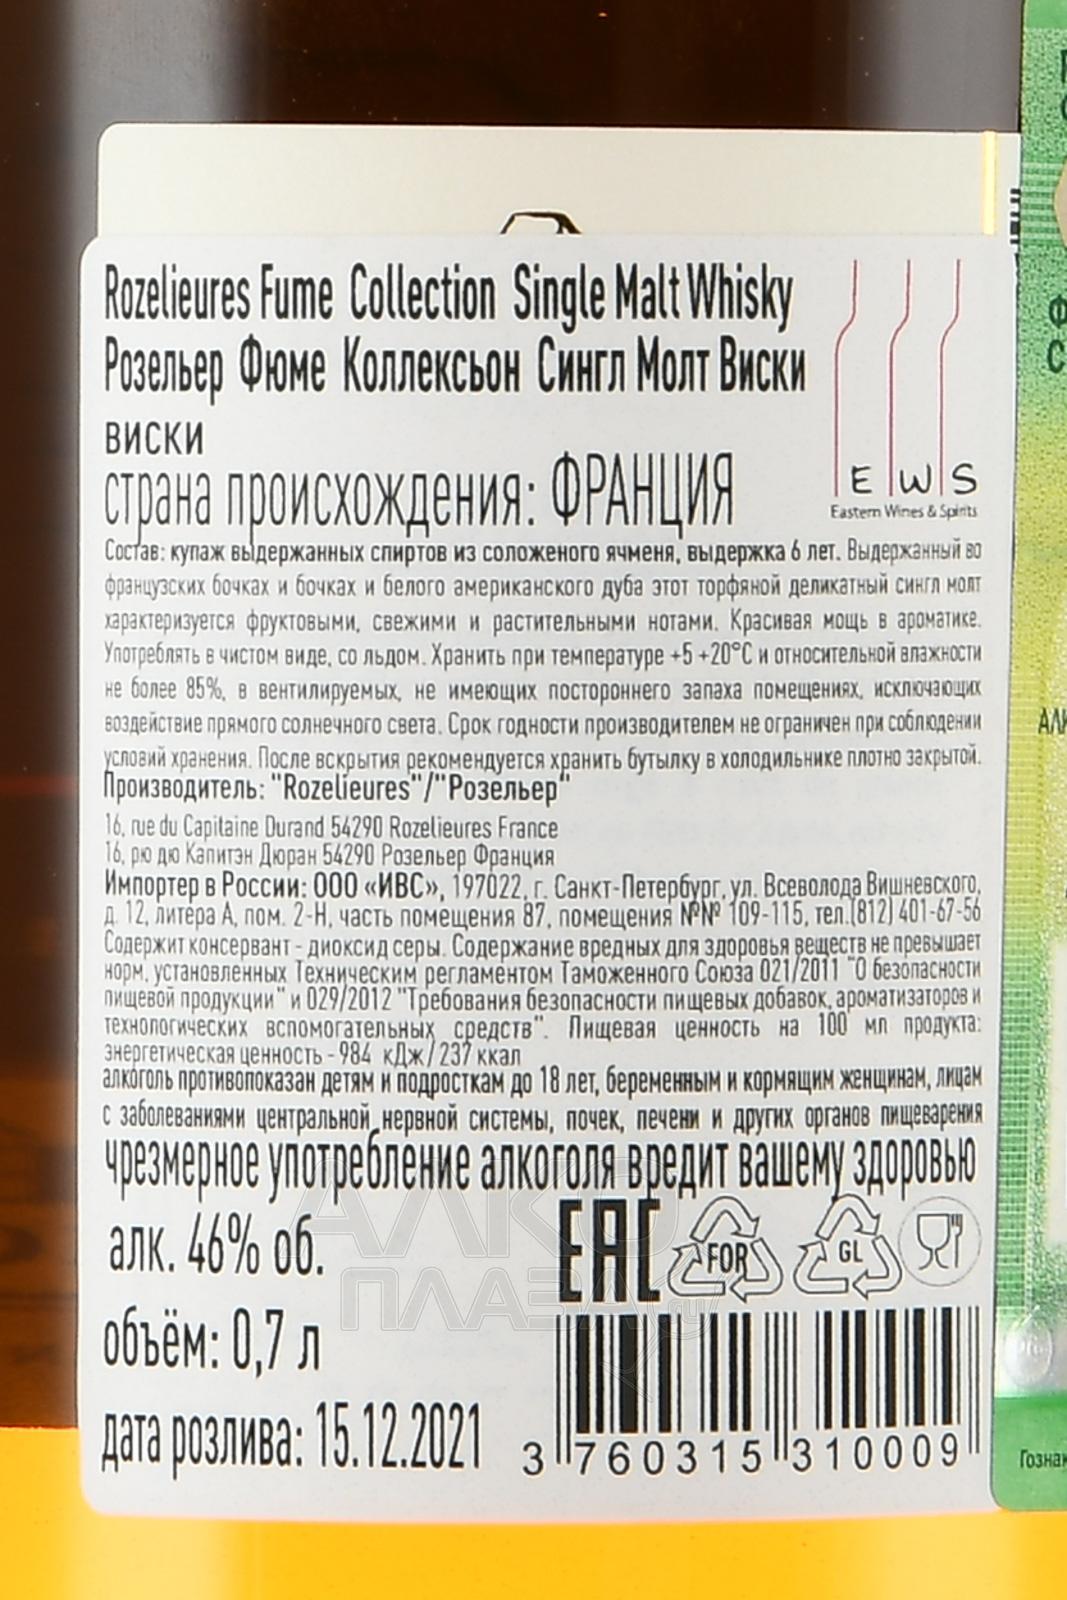 Rozelieures Fume Collection Single Malt Whisky
Розельер Фюме Коллексьон Сингл Молт Виски
виски
страна происхождения: ФРАНЦИЯ
E W S
Eastern Wines & Spirits
Состав: купаж выдержанных спиртов из соложеного ячменя, выдержка 6 лет. Выдержанный во
французских бочках и бочках и белого американского дуба этот торфяной деликатный сингл молт
характеризуется фруктовыми, свежими и растительными нотами. Красивая мощь в ароматике.
Употреблять в чистом виде, со льдом. Хранить при температуре +5 +20°С и относительной влажности
не более 85%, в вентилируемых, не имеющих постороннего запаха помещениях, исключающих
воздействие прямого солнечного света. Срок годности производителем не ограничен при соблюдении
условий хранения. После вскрытия рекомендуется хранить бутылку в холодильнике плотно закрытой.
Производитель: "Rozelieures"/"Розельер"
16, rue du Capitaine Durand 54290 Rozelieures France
16, рю дю Капитэн Дюран 54290 Розельер Франция
Импортер в России: ООО «ИВС», 197022, г. Санкт-Петербург, ул. Всеволода Вишневского,
д. 12, литера А, пом. 2-Н, часть помещения 87, помещения №№ 109-115, тел.(812) 401-67-56
Содержит консервант - диоксид серы. Содержание вредных для здоровья веществ не превышает
норм, установленных Техническим регламентом Таможенного Союза 021/2011 "О безопасности
пищевой продукции" и 029/2012 "Требования безопасности пищевых добавок, ароматизаторов и
технологических вспомогательных средств". Пищевая ценность на 100 мл продукта:
энергетическая ценность - 984 кДж/237 ккал
алкоголь противопоказан детям и подросткам до 18 лет, беременным и кормящим женщинам, лицам
с заболеваниями центральной нервной системы, почек, печени и других органов пищеварения
чрезмерное употребление алкоголя вредит вашему здоровью
алк. 46% об.
EAC
FOR
GL
объём: 0,7 л
дата розлива: 15.12.2021
3 760315 310009
АЛКО
ПЛАЗА.ру